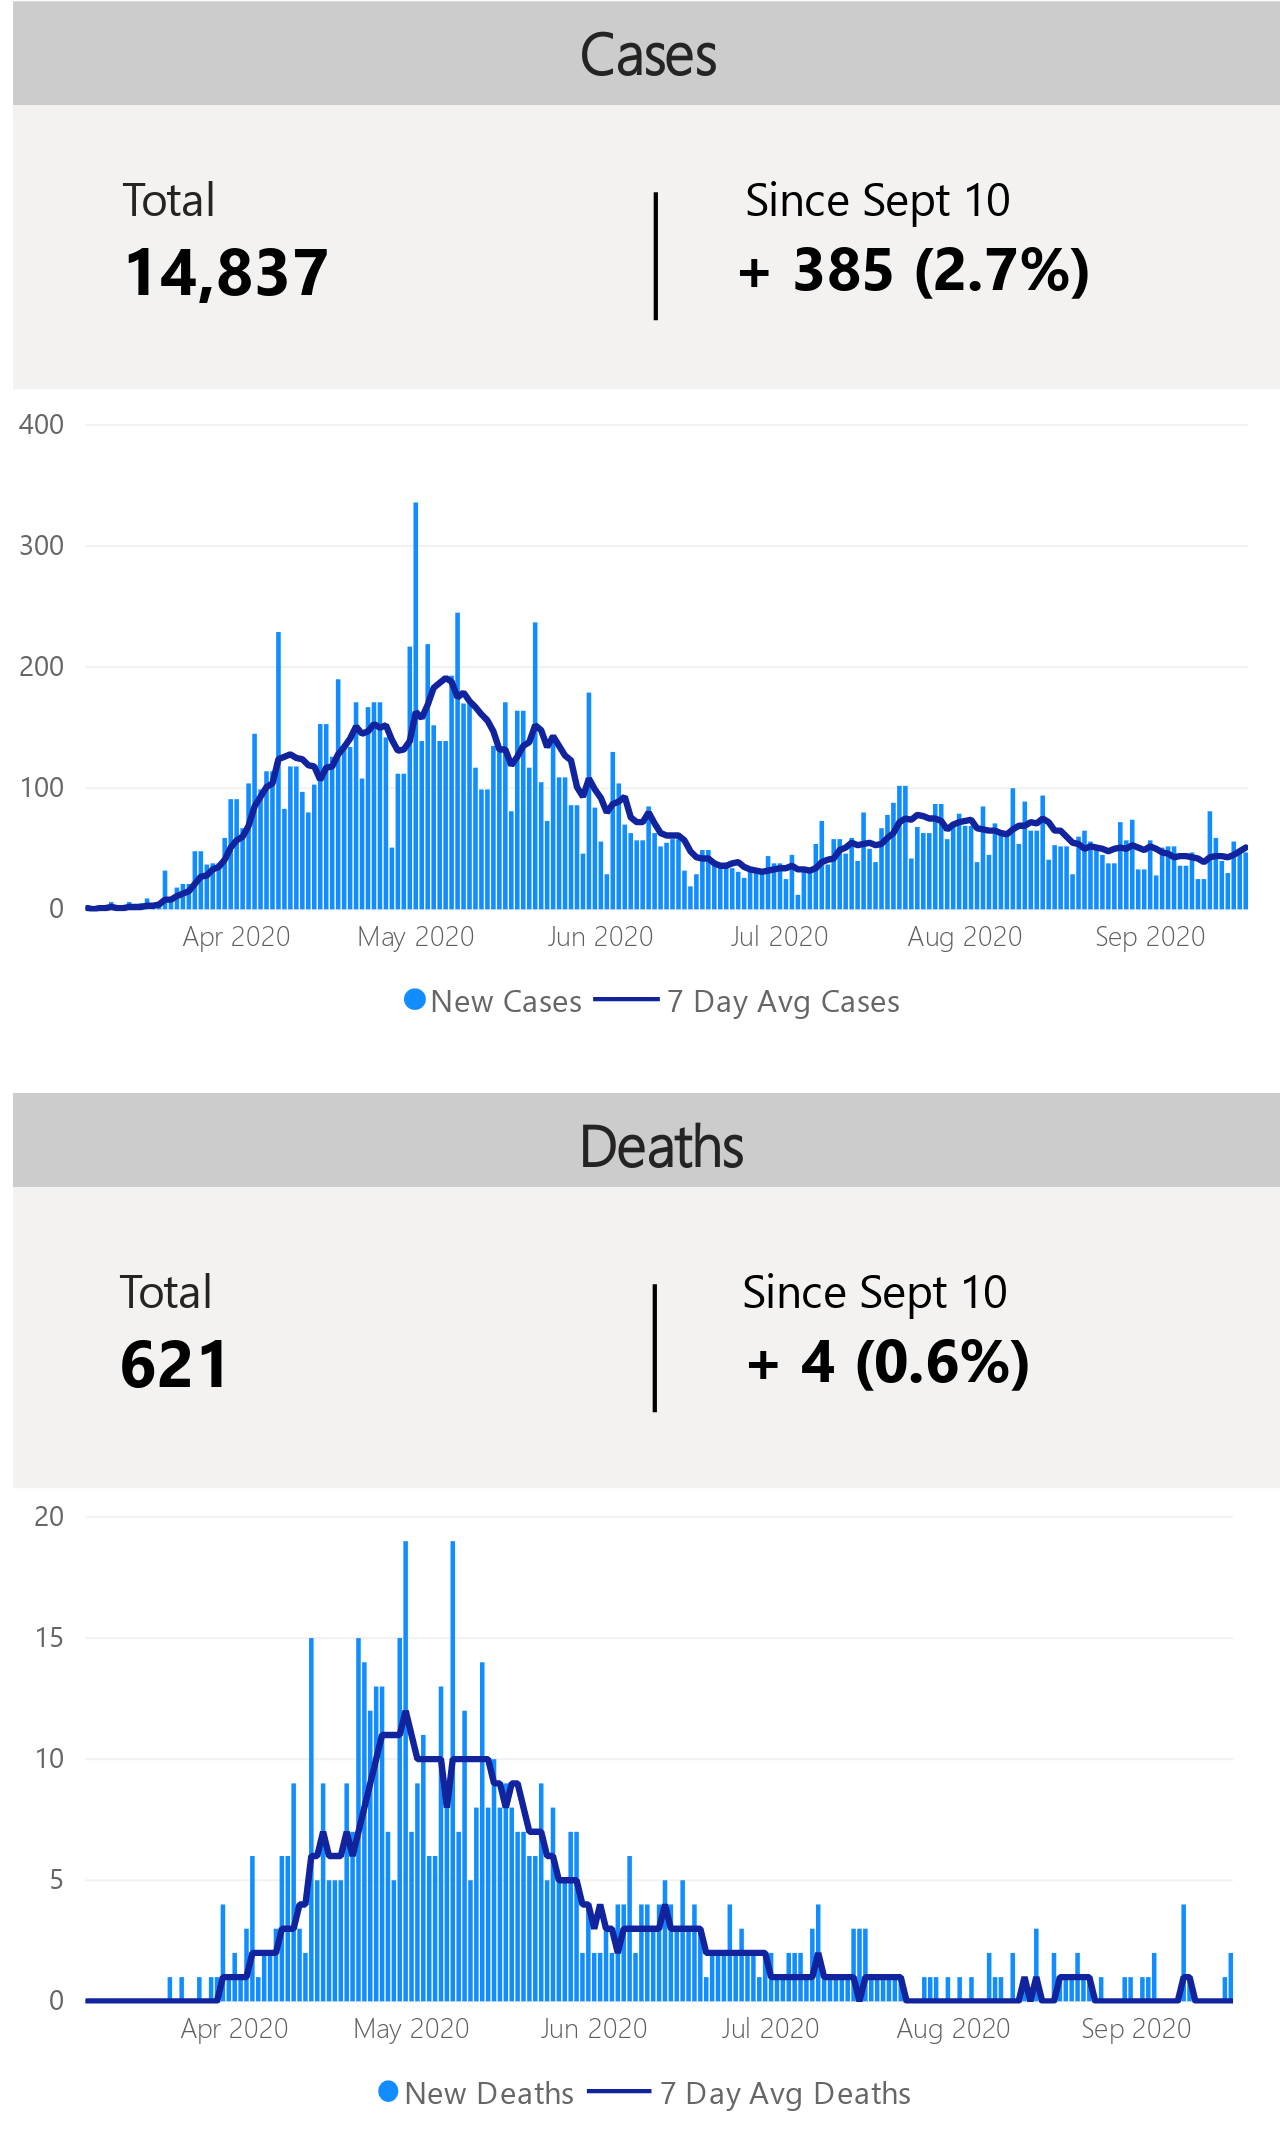 Cases
Total
Since Sept 10
14,837
+ 385 (2.7%)
400
300
200
100
0
Apr 2020 May 2020 Jun 2020 Jul 2020 Aug 2020 Sep 2020
New Cases 7 Day Avg Cases
Deaths
Total
Since Sept 10
621
+ 4 (0.6%)
20
15
10
5
0
Apr 2020 May 2020 Jun 2020 Jul 2020 Aug 2020 Sep 2020
New Deaths 7 Day Avg Deaths